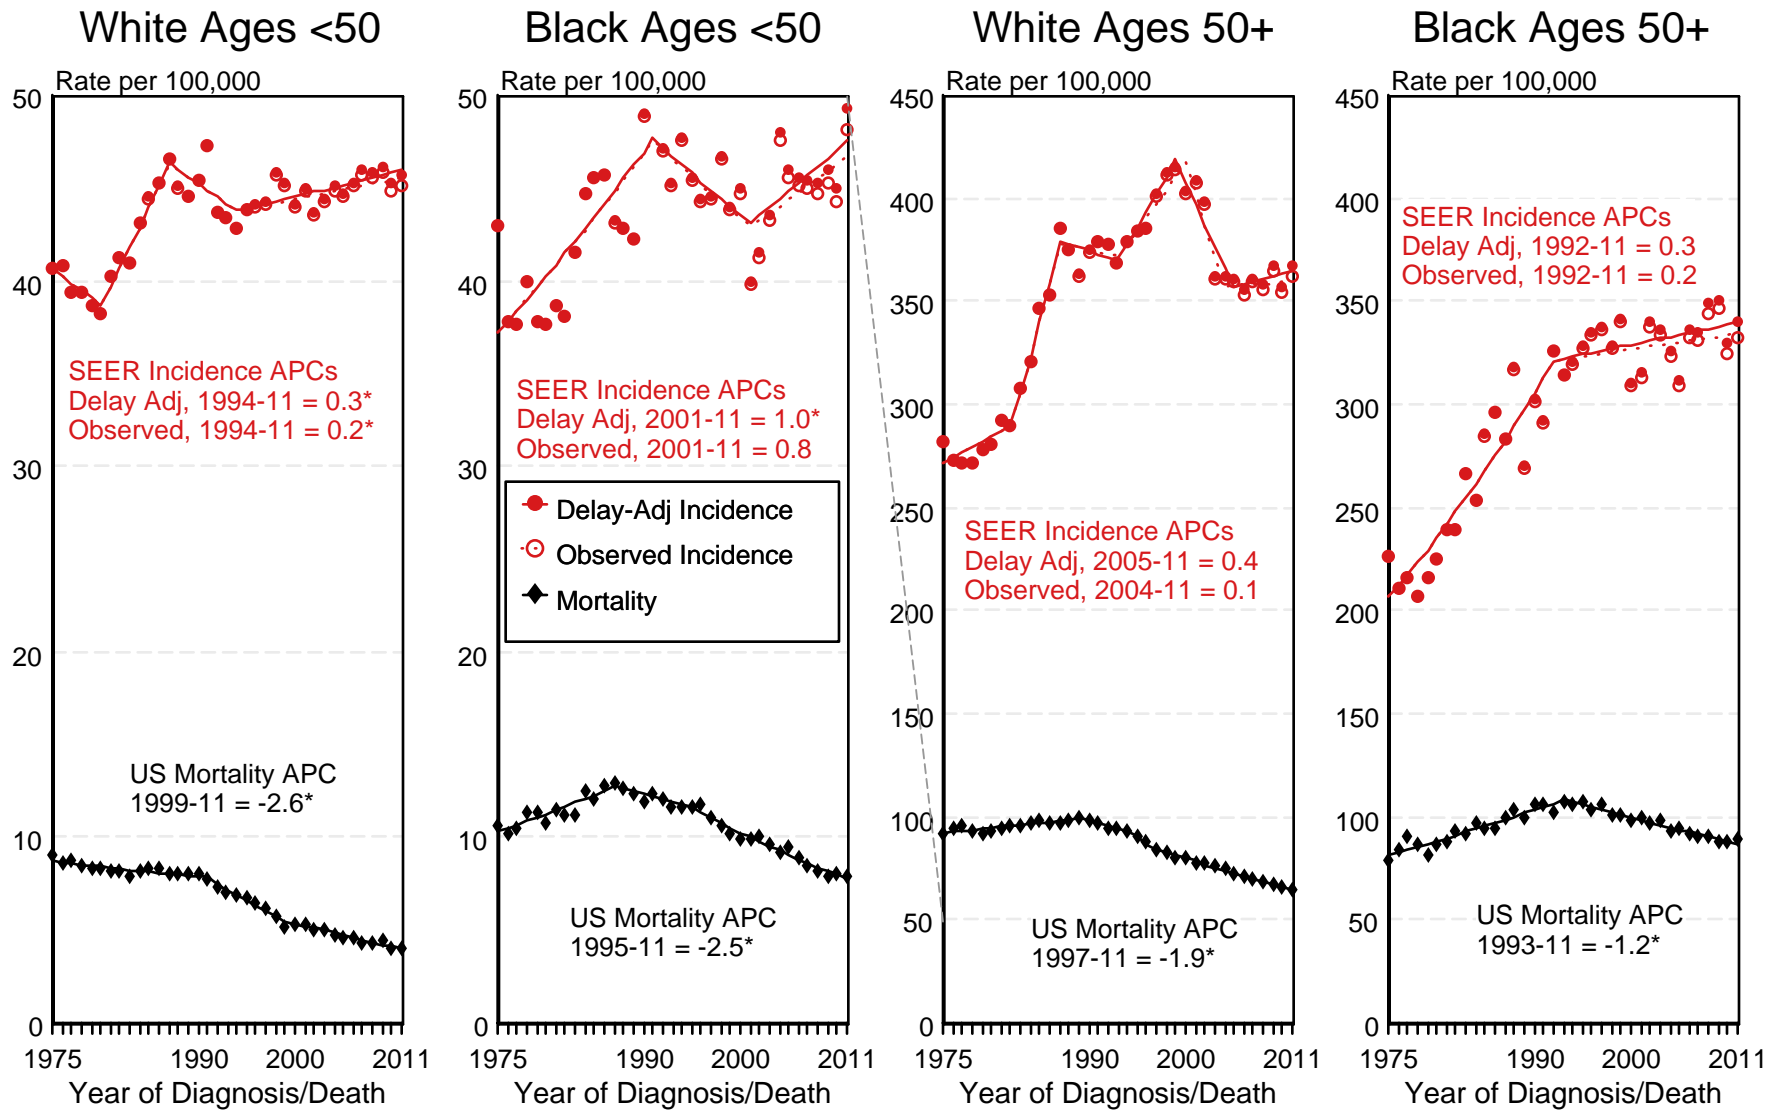 White Ages <50
Rate per 100,000
50
40
30
20
10
0
SEER Incidence APCs
Delay Adj, 1994-11 = 0.3*
Observed, 1994-11 = 0.2*
US Mortality APC
1999-11 = -2.6*
1975
1990
2000
2011
Year of Diagnosis/Death
Black Ages <50
Rate per 100,000
50
40
30
20
10
0
SEER Incidence APCs
Delay Adj, 2001-11 = 1.0*
Observed, 2001-11 = 0.8
Delay-Adj Incidence
Observed Incidence
Mortality
US Mortality APC
1995-11 = -2.5*
1975
1990
2000
2011
Year of Diagnosis/Death
White Ages 50+
Rate per 100,000
450
400
350
300
250
200
150
100
50
0
SEER Incidence APCs
Delay Adj, 2005-11 = 0.4
Observed, 2004-11 = 0.1
US Mortality APC
1997-11 = -1.9*
1975
1990
2000
2011
Year of Diagnosis/Death
Black Ages 50+
Rate per 100,000
450
400
350
300
250
200
150
100
50
0
SEER Incidence APCs
Delay Adj, 1992-11 = 0.3
Observed, 1992-11 = 0.2
US Mortality APC
1993-11 = -1.2*
1975
1990
2000
2011
Year of Diagnosis/Death